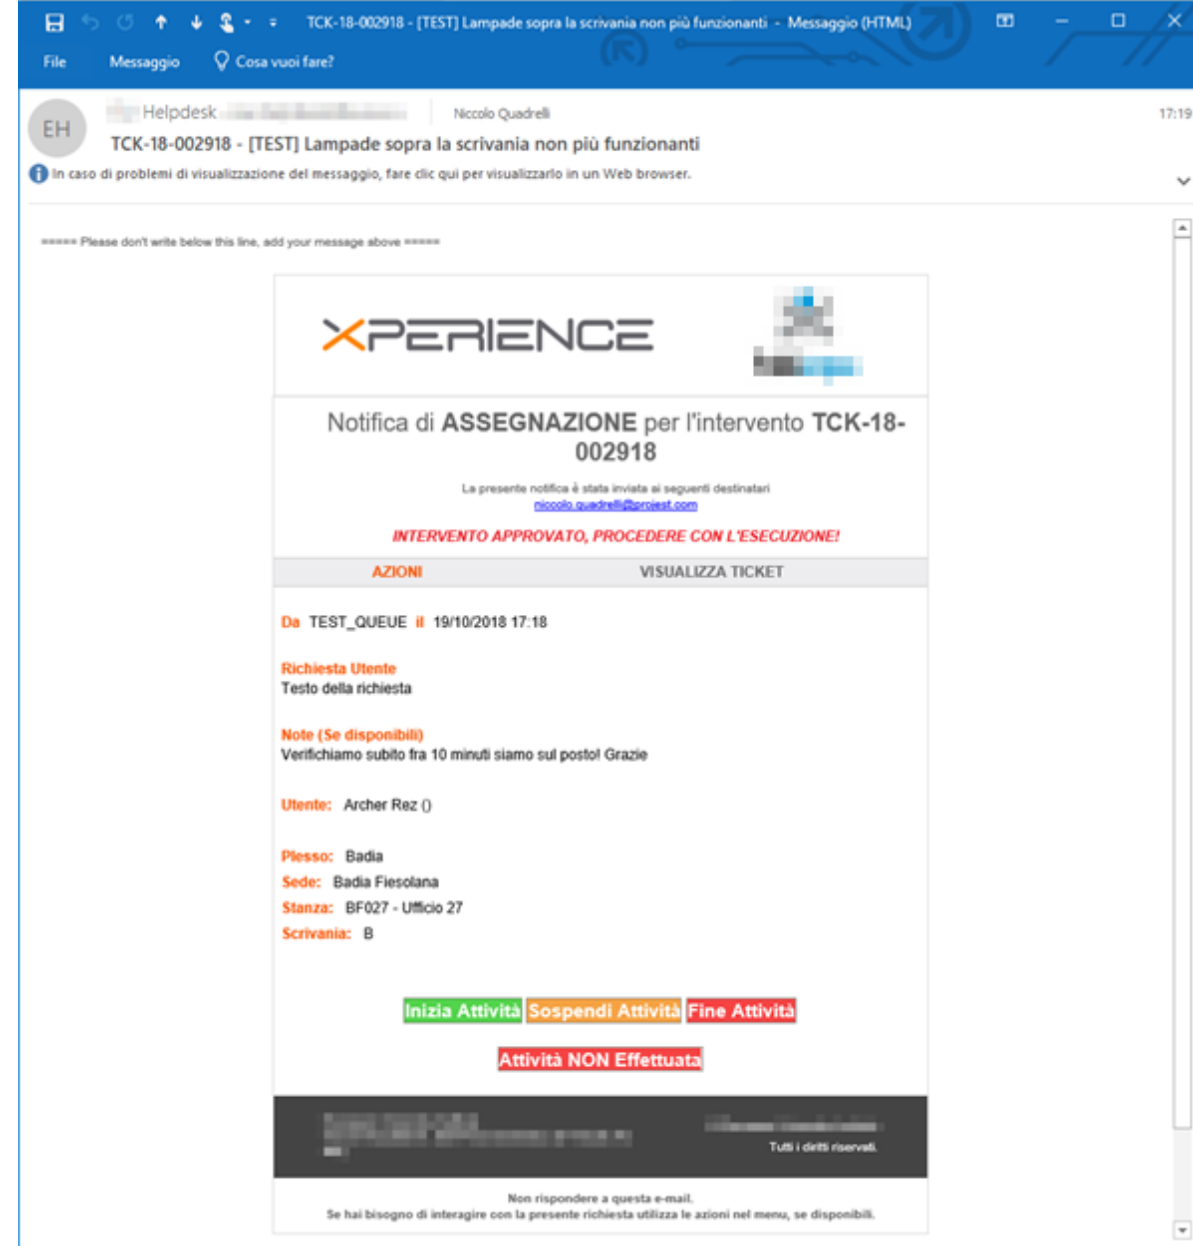 TCK-18-002918 - [TEST] Lampade sopra la scrivania non più funzionanti - Messaggio (HTML)
File Messaggio Cosa vuoi fare?
EH
Helpdesk Niccolo Quadrelli 17:19
TCK-18-002918 - [TEST] Lampade sopra la scrivania non più funzionanti
In caso di problemi di visualizzazione del messaggio, fare clic qui per visualizzarlo in un Web browser.
===== Please don't write below this line, add your message above =====
XPERIENCE
Notifica di ASSEGNAZIONE per l'intervento TCK-18-
002918
La presente notifica è stata inviata ai seguenti destinatari
niccolo.quadrelli@projest.com
INTERVENTO APPROVATO, PROCEDERE CON L'ESECUZIONE!
AZIONI VISUALIZZA TICKET
Da TEST_QUEUE il 19/10/2018 17:18
Richiesta Utente
Testo della richiesta
Note (Se disponibili)
Verifichiamo subito fra 10 minuti siamo sul posto! Grazie
Utente: Archer Rez ()
Plesso: Badia
Sede: Badia Fiesolana
Stanza: BF027 - Ufficio 27
Scrivania: B
Inizia Attività Sospendi Attività Fine Attività
Attività NON Effettuata
Tutti i diritti riservati.
Non rispondere a questa e-mail.
Se hai bisogno di interagire con la presente richiesta utilizza le azioni nel menu, se disponibili.